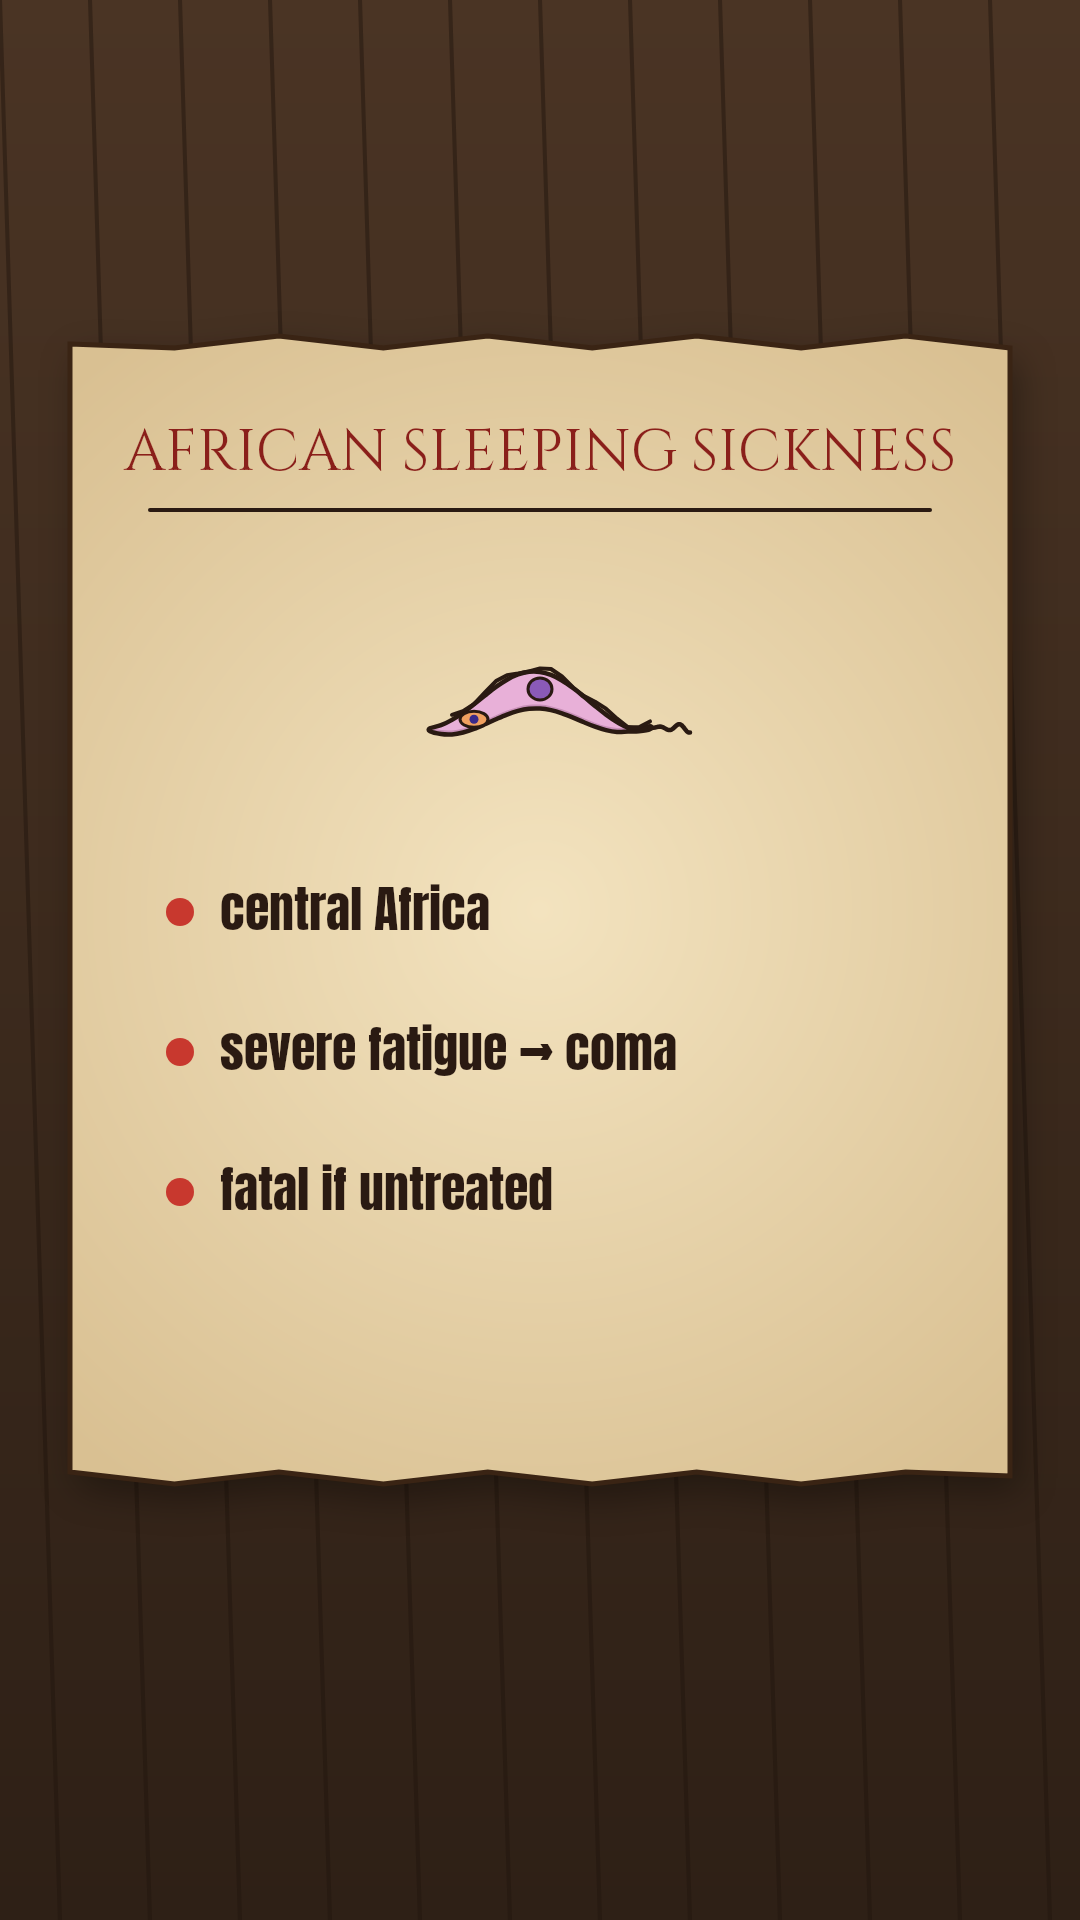 AFRICAN SLEEPING SICKNESS
central Africa
severe fatigue → coma
fatal if untreated